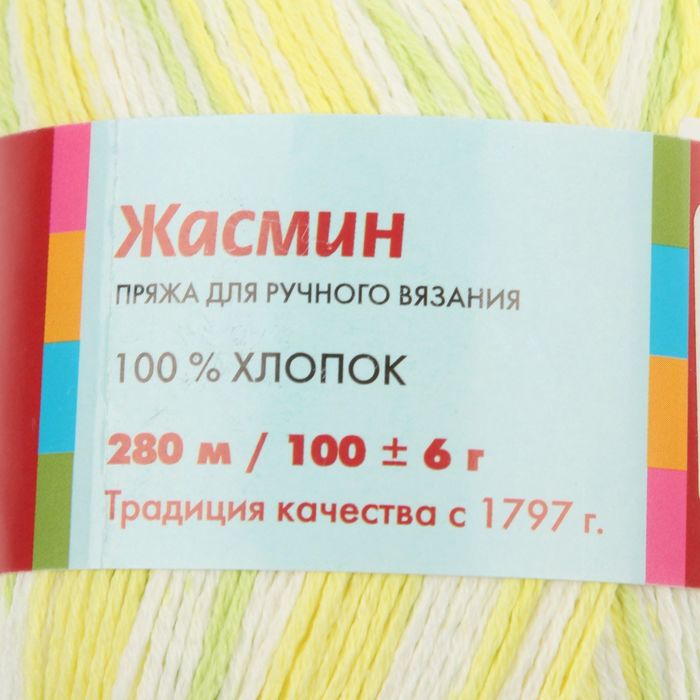 Жасмин
ПРЯЖА ДЛЯ РУЧНОГО ВЯЗАНИЯ
100 % ХЛОПОК
280 м / 100 ± 6 г
Традиция качества с 1797 г.